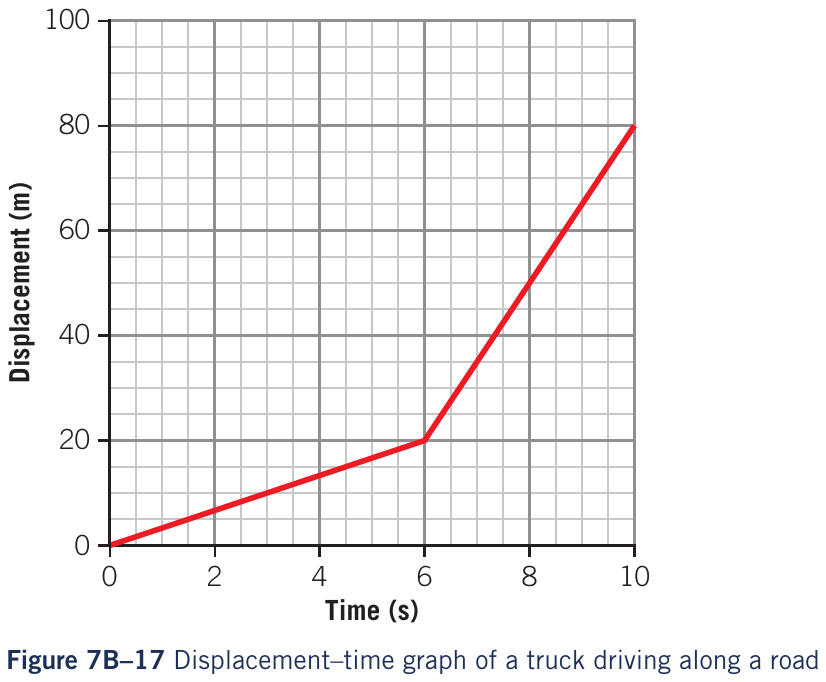 100
80
60
40
20
0
Displacement (m)
0 2 4 6 8 10
Time (s)
Figure 7B–17 Displacement–time graph of a truck driving along a road